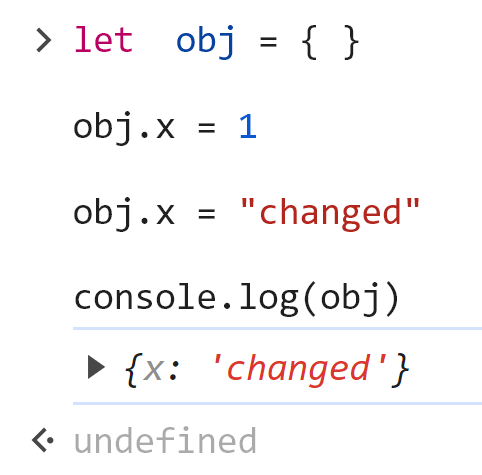 let  obj = { }
obj.x = 1
obj.x = "changed"
console.log(obj)
{x: 'changed'}
undefined